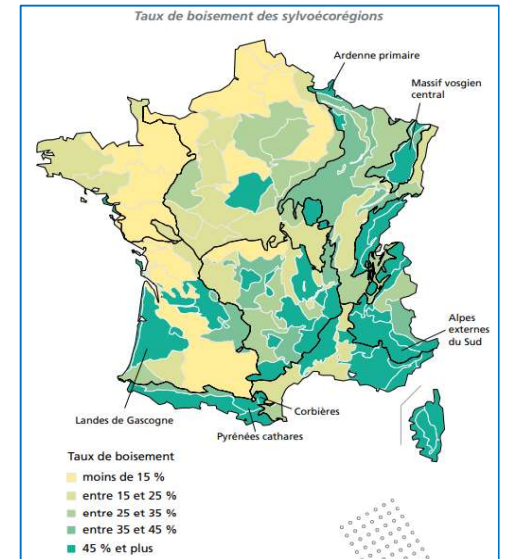 Taux de boisement des sylvoécorégions
Ardenne primaire
Massif vosgien
central
Alpes
externes
du Sud
Corbières
Landes de Gascogne
Pyrénées cathares
Taux de boisement
moins de 15 %
entre 15 et 25 %
entre 25 et 35 %
entre 35 et 45 %
45 % et plus